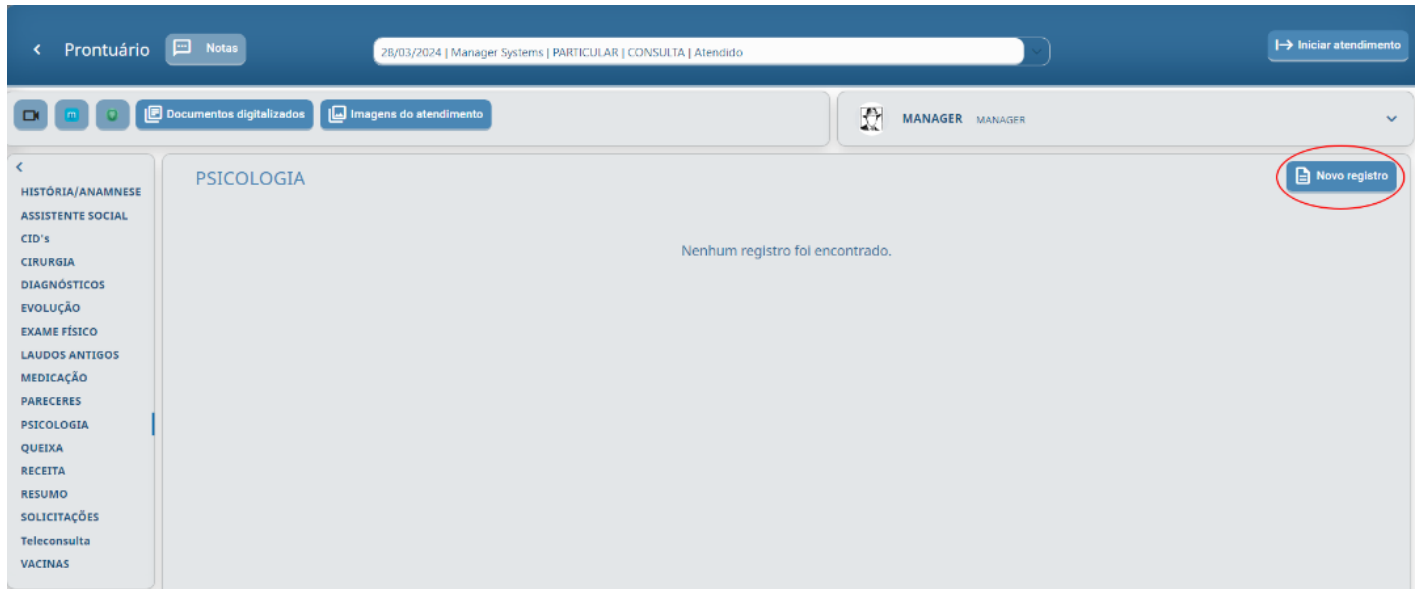 Prontuário
Notas
28/03/2024 | Manager Systems | PARTICULAR | CONSULTA | Atendido
Iniciar atendimento
m
Documentos digitalizados
Imagens do atendimento
MANAGER MANAGER
HISTÓRIA/ANAMNESE
ASSISTENTE SOCIAL
CID's
CIRURGIA
DIAGNÓSTICOS
EVOLUÇÃO
EXAME FÍSICO
LAUDOS ANTIGOS
MEDICAÇÃO
PARECERES
PSICOLOGIA
QUEIXA
RECEITA
RESUMO
SOLICITAÇÕES
Teleconsulta
VACINAS
PSICOLOGIA
Novo registro
Nenhum registro foi encontrado.